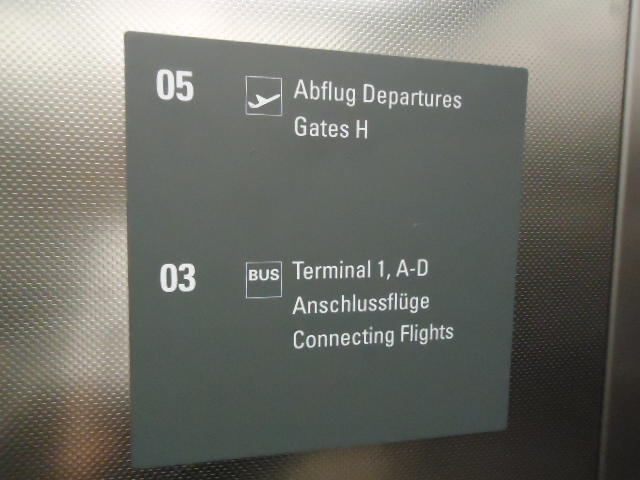 05 Abflug Departures
Gates H
03 BUS Terminal 1, A-D
Anschlussflüge
Connecting Flights